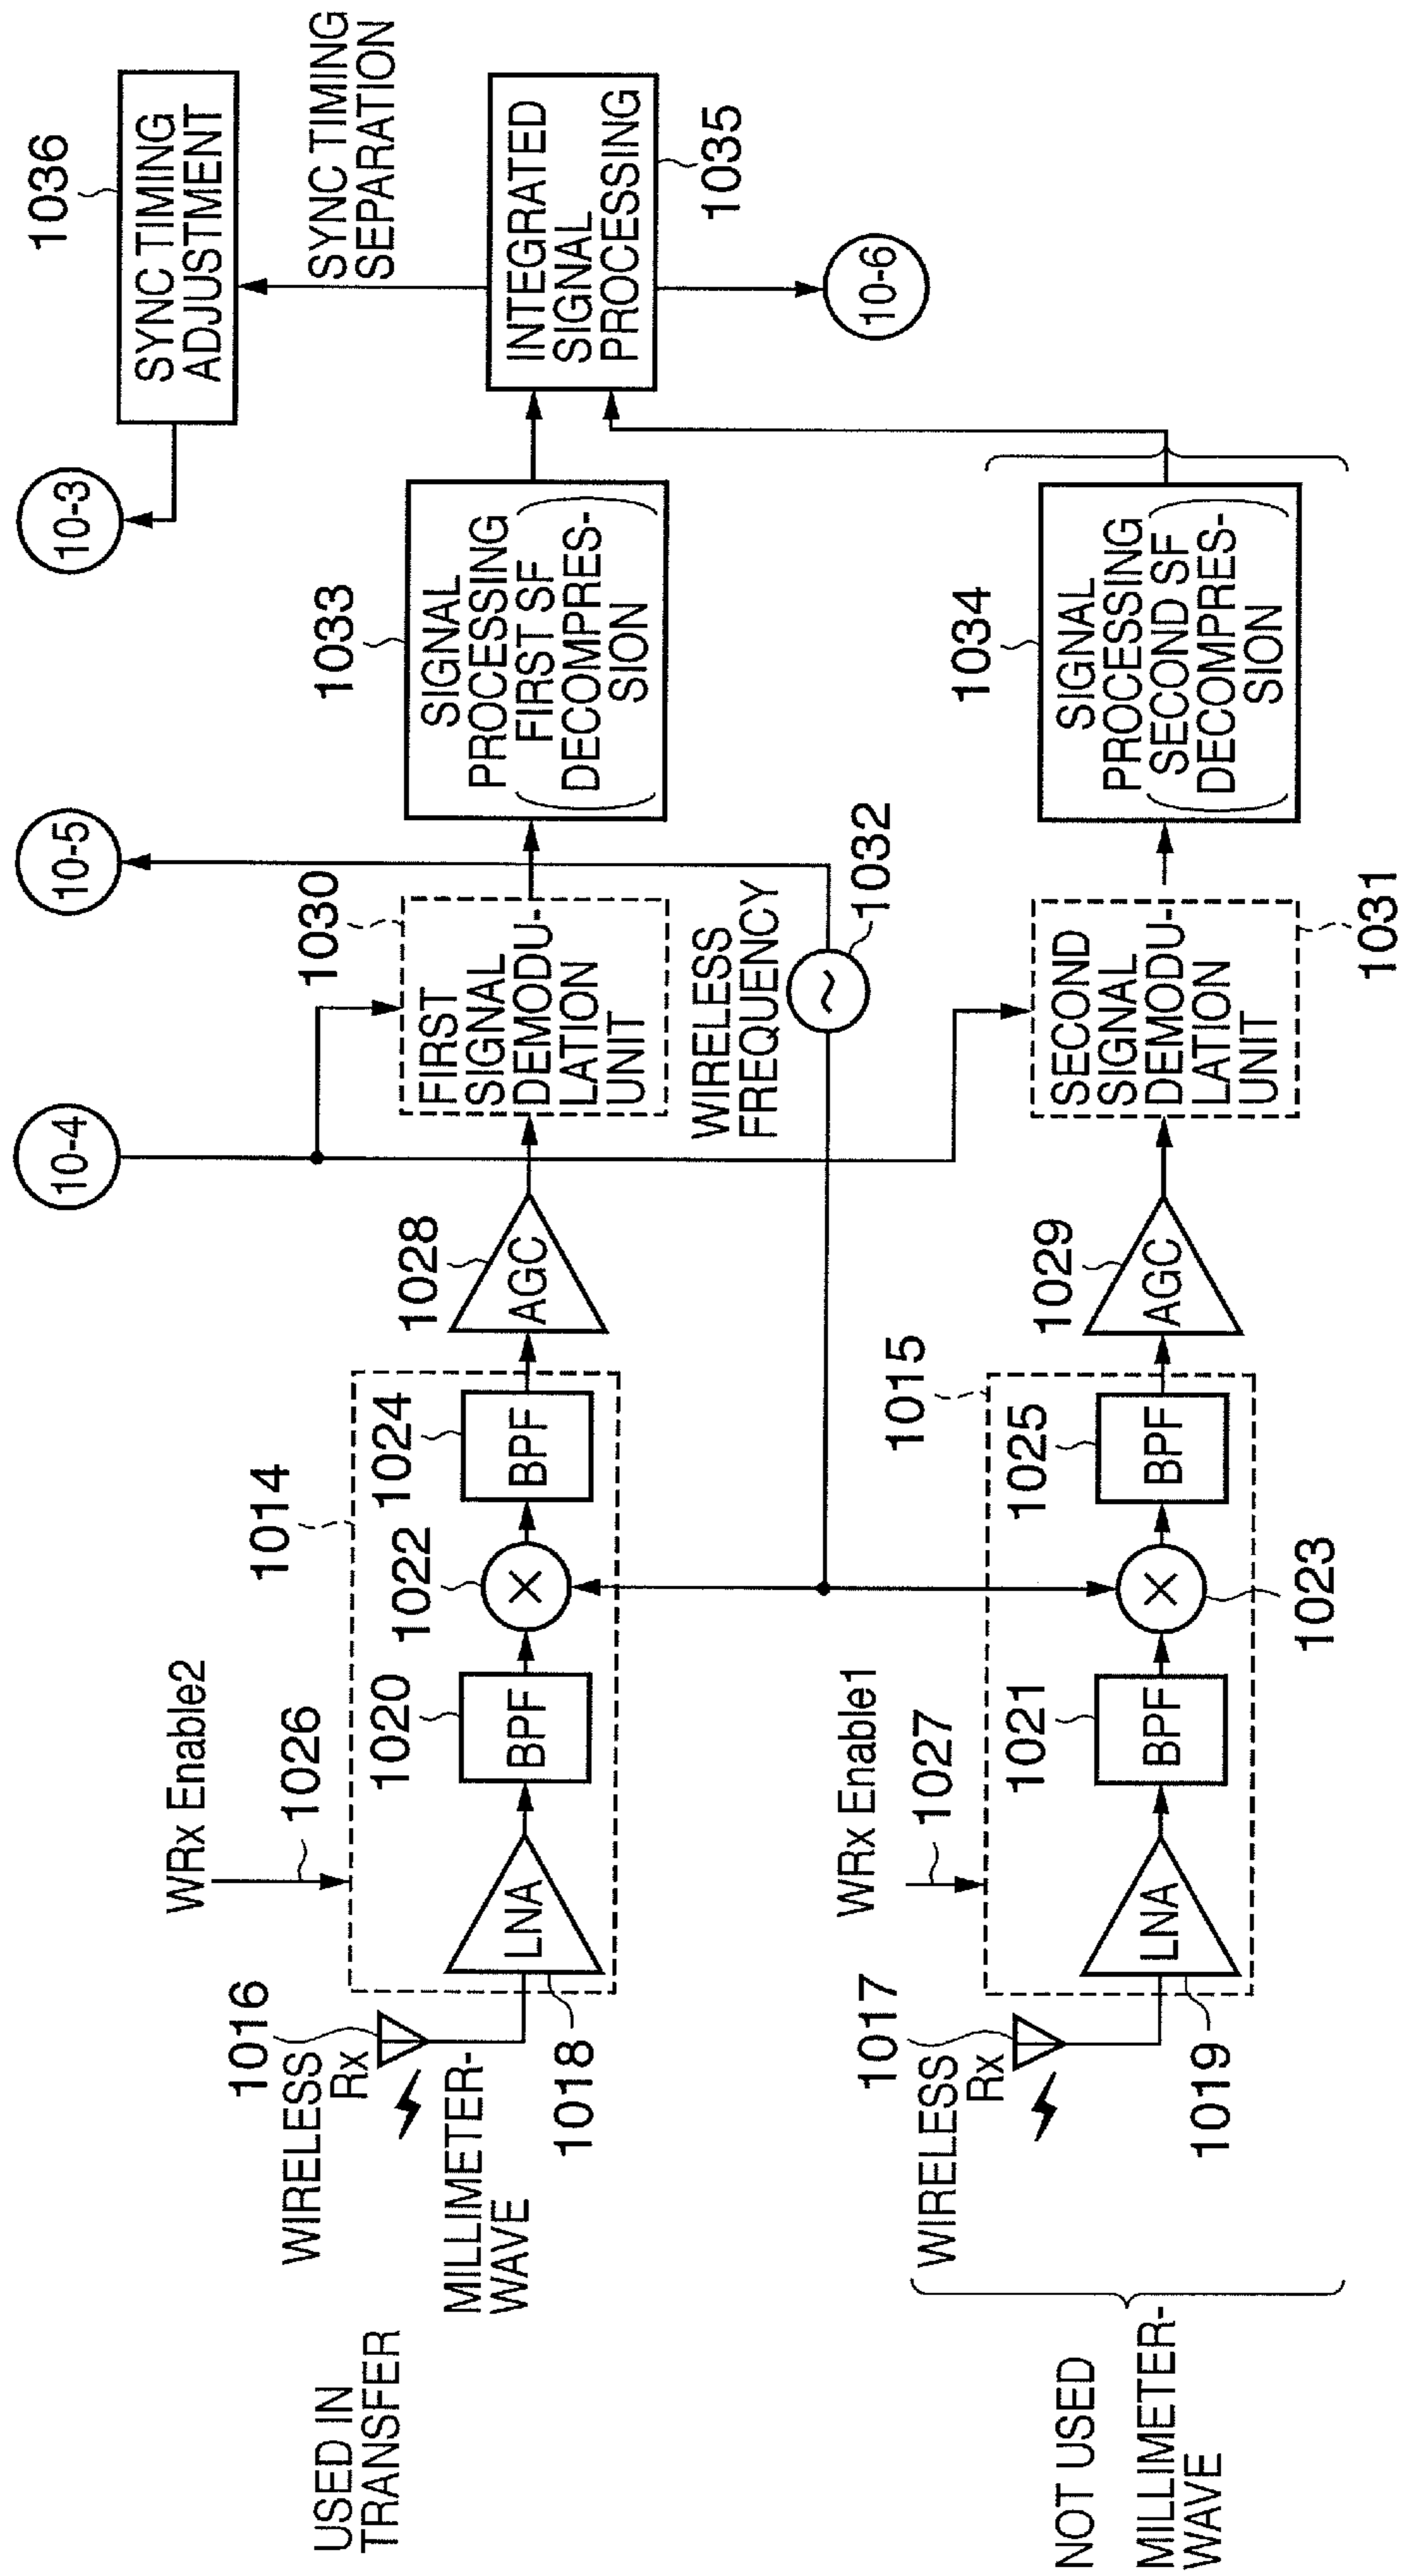 USED IN
TRANSFER
WIRELESS
Rx
1016
MILLIMETER-
WAVE
1018
LNA
WRx Enable2
1026
1014
1020
BPF
1022
×
1024
BPF
1028
AGC
10-4
1030
FIRST
SIGNAL
DEMODU-
LATION
UNIT
10-5
WIRELESS
FREQUENCY
1032
~
1033
SIGNAL
PROCESSING
FIRST SF
DECOMPRES-
SION
10-3
1036
SYNC TIMING
ADJUSTMENT
SYNC TIMING
SEPARATION
INTEGRATED
SIGNAL
PROCESSING
1035
10-6
NOT USED
MILLIMETER-
WAVE
WIRELESS
Rx
1017
1019
LNA
WRx Enable1
1027
1015
1021
BPF
1023
×
1025
BPF
1029
AGC
SECOND
SIGNAL
DEMODU-
LATION
UNIT
1031
1034
SIGNAL
PROCESSING
SECOND SF
DECOMPRES-
SION